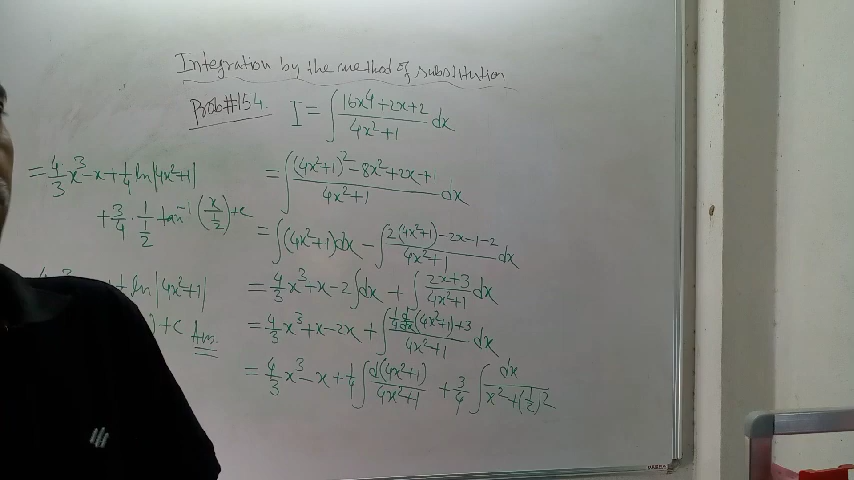 Integration by the method of substitution
Prob#154. I = ∫ (16x⁴+2x+2)/(4x²+1) dx
= ∫ ((4x²+1)² - 8x² + 2x + 1)/(4x²+1) dx
= ∫(4x²+1)dx - ∫ (2(4x²+1) - 2x - 1 - 2)/(4x²+1) dx
= 4/3 x³ + x - 2∫dx + ∫ (2x+3)/(4x²+1) dx
= 4/3 x³ + x - 2x + ∫ (1/4 d/dx (4x²+1) + 3)/(4x²+1) dx
= 4/3 x³ - x + 1/4 ∫ d(4x²+1)/(4x²+1) + 3/4 ∫ dx/(x²+(1/2)²)
= 4/3 x³ - x + 1/4 ln|4x²+1|
+ 3/4 · 1/(1/2) tan⁻¹(x/(1/2)) + c
ln|4x²+1|
) + c Ans.